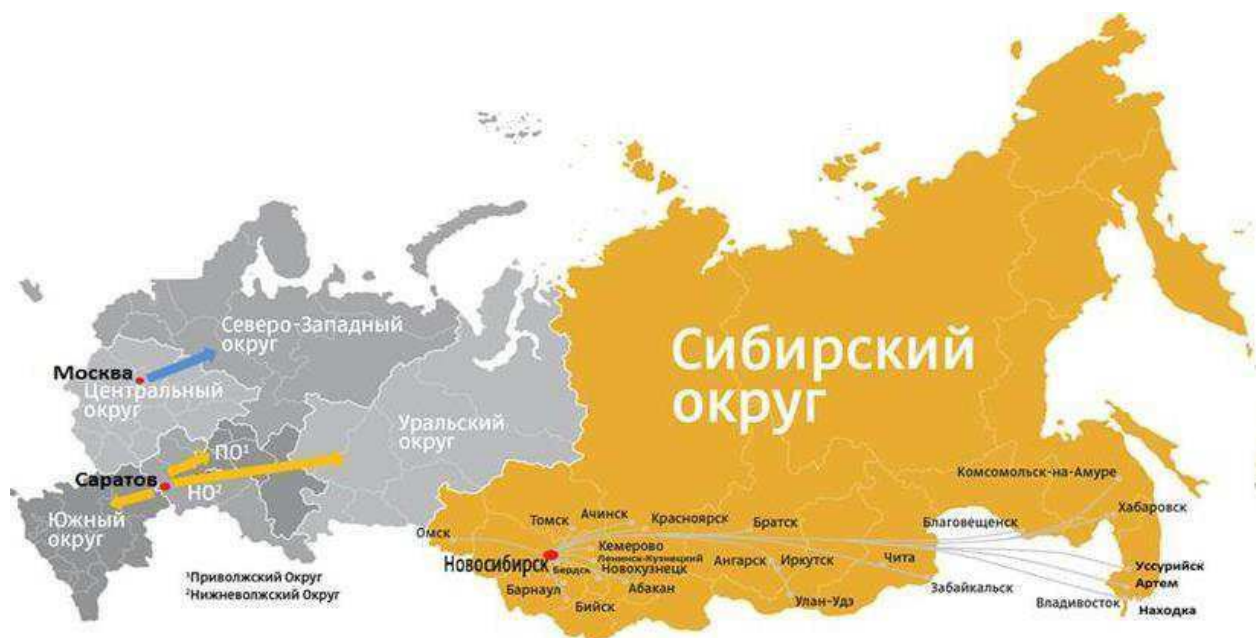 Северо-Западный
округ
Москва
Центральный
округ
Сибирский
округ
Уральский
округ
ПО¹
Саратов
НО²
Южный
округ
¹Приволжский Округ
²Нижневолжский Округ
Комсомольск-на-Амуре
Хабаровск
Благовещенск
Омск
Томск
Ачинск
Красноярск
Братск
Новосибирск
Кемерово
Ленинск-Кузнецкий
Бердск
Новокузнецк
Ангарск
Иркутск
Чита
Уссурийск
Артем
Барнаул
Абакан
Забайкальск
Бийск
Улан-Удэ
Владивосток
Находка